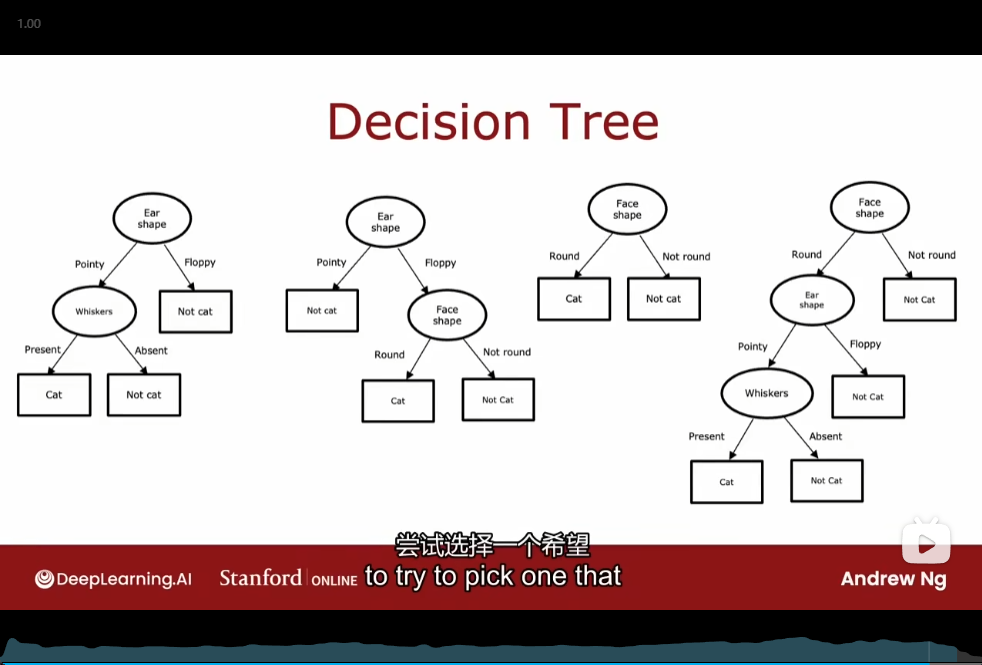 1.00
Decision Tree
Ear
shape
Pointy
Floppy
Whiskers
Not cat
Present
Absent
Cat
Not cat
Ear
shape
Pointy
Floppy
Not cat
Face
shape
Round
Not round
Cat
Not Cat
Face
shape
Round
Not round
Cat
Not cat
Face
shape
Round
Not round
Ear
shape
Not Cat
Pointy
Floppy
Whiskers
Not Cat
Present
Absent
Cat
Not Cat
尝试选择一个希望
to try to pick one that
DeepLearning.AI
Stanford ONLINE
Andrew Ng